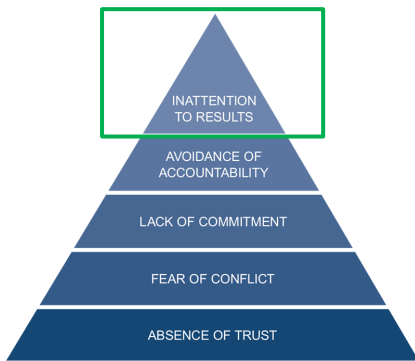 INATTENTION
TO RESULTS
AVOIDANCE OF
ACCOUNTABILITY
LACK OF COMMITMENT
FEAR OF CONFLICT
ABSENCE OF TRUST